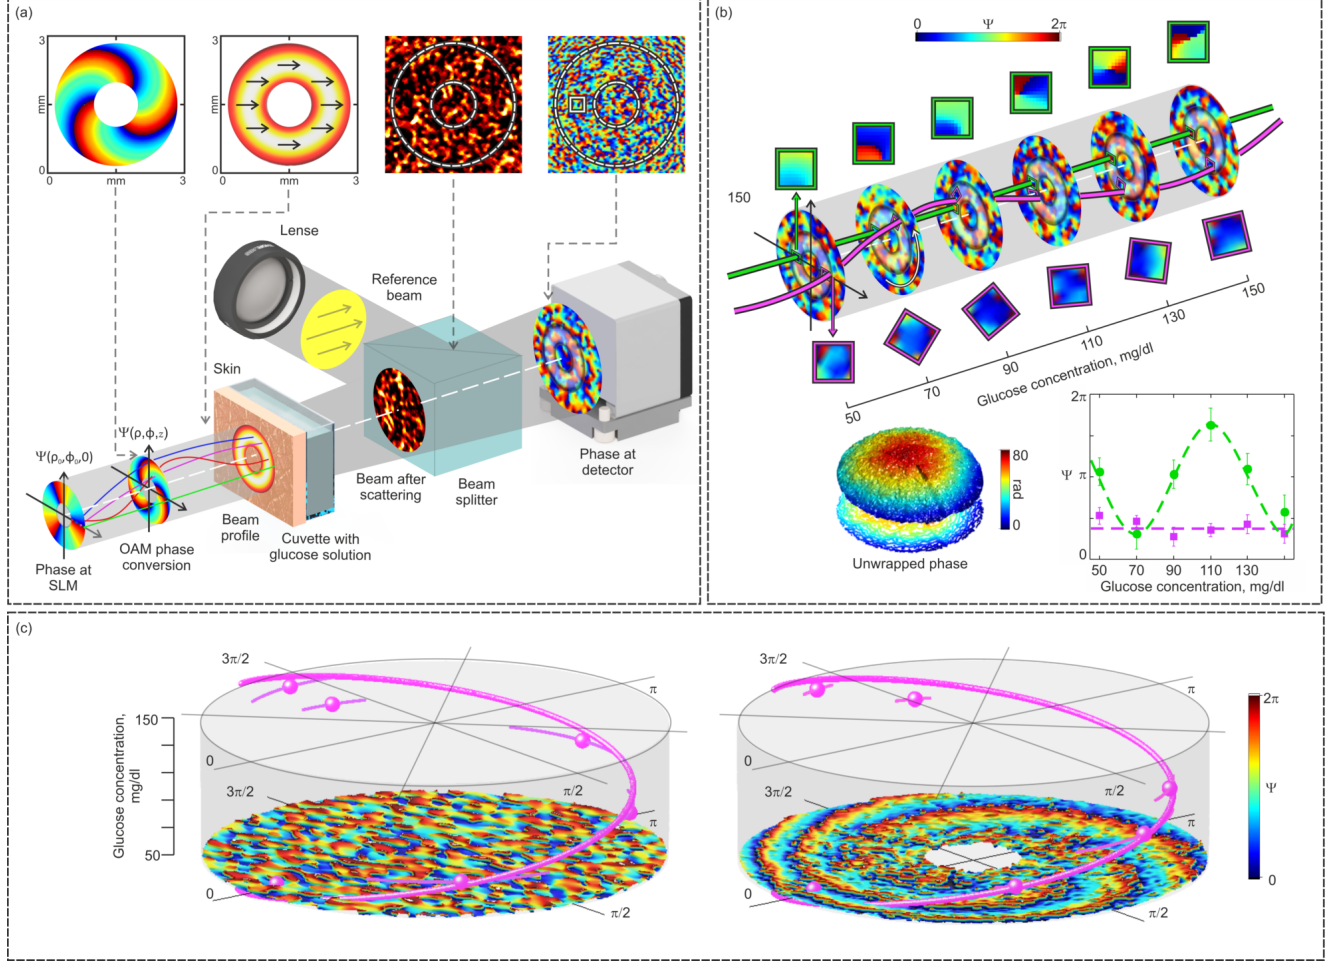 (a)
3
mm
0
0 mm 3
3
mm
0
0 mm 3
Lense
Reference
beam
Skin
Ψ(ρ₀,ϕ₀,0)
Ψ(ρ,ϕ,z)
Phase at
SLM
OAM phase
conversion
Beam
profile
Cuvette with
glucose solution
Beam after
scattering
Beam
splitter
Phase at
detector
(b)
0 Ψ 2π
150
50
70
90
110
130
150
Glucose concentration, mg/dl
80
rad
0
Unwrapped phase
2π
Ψ
π
0
50 70 90 110 130
Glucose concentration, mg/dl
(c)
Glucose concentration,
mg/dl
150
50
3π/2
π
0
π/2
3π/2
π
0
π/2
3π/2
π
0
π/2
3π/2
π
0
π/2
2π
Ψ
0